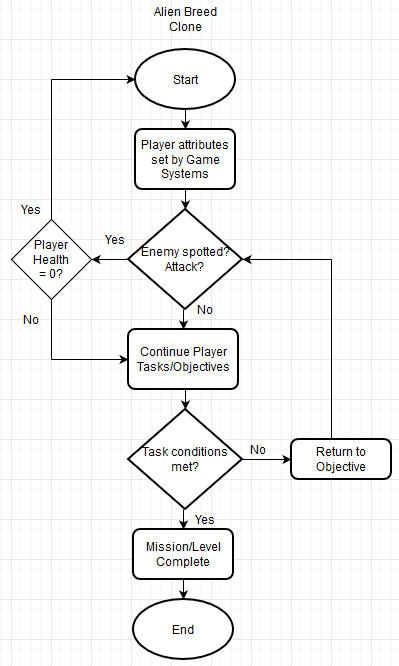 Alien Breed
Clone
Start
Player attributes
set by Game
Systems
Enemy spotted?
Attack?
Yes
Player
Health
= 0?
Yes
No
No
Continue Player
Tasks/Objectives
Task conditions
met?
No
Return to
Objective
Yes
Mission/Level
Complete
End